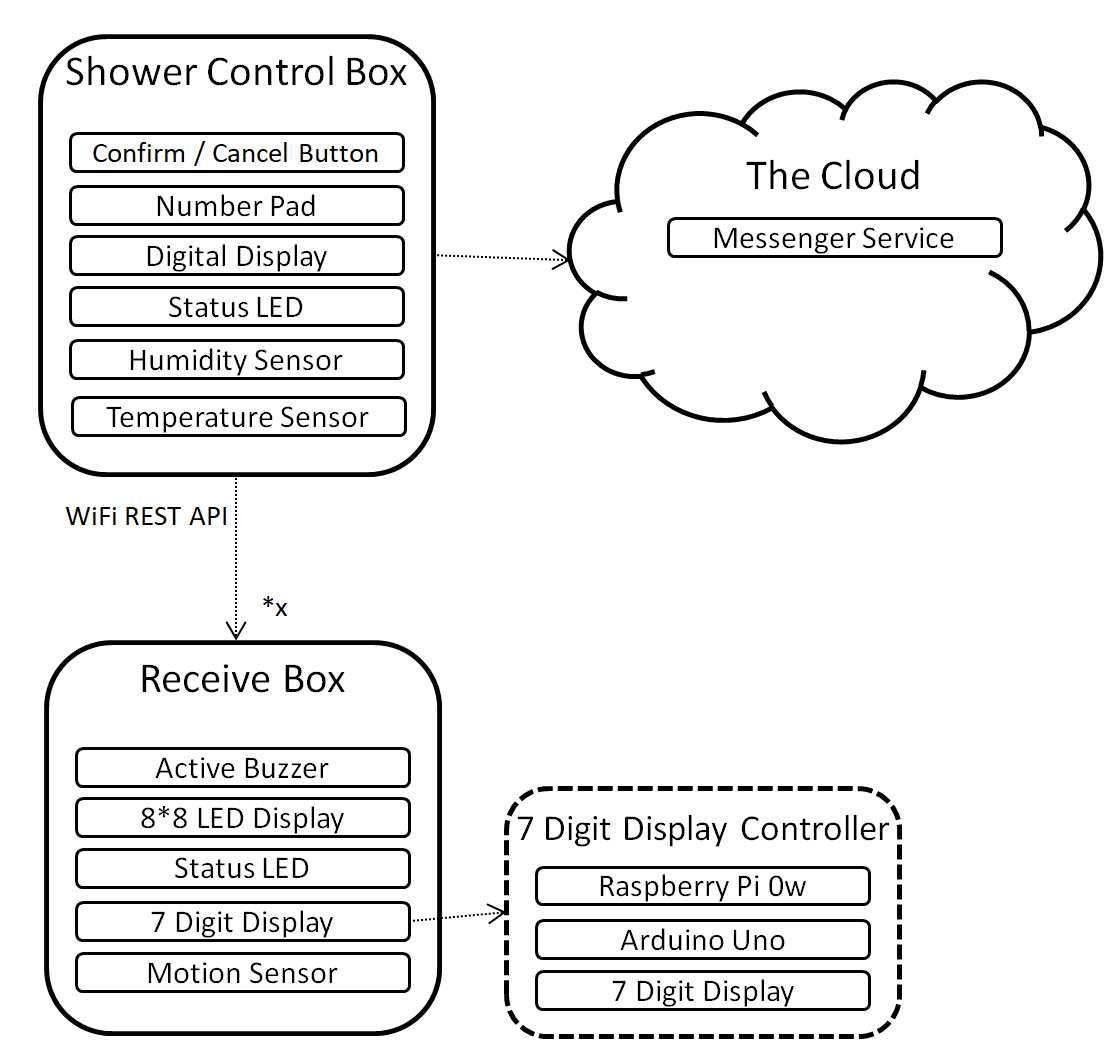 Shower Control Box
Confirm / Cancel Button
Number Pad
Digital Display
Status LED
Humidity Sensor
Temperature Sensor
The Cloud
Messenger Service
WiFi REST API
*x
Receive Box
Active Buzzer
8*8 LED Display
Status LED
7 Digit Display
Motion Sensor
7 Digit Display Controller
Raspberry Pi 0w
Arduino Uno
7 Digit Display